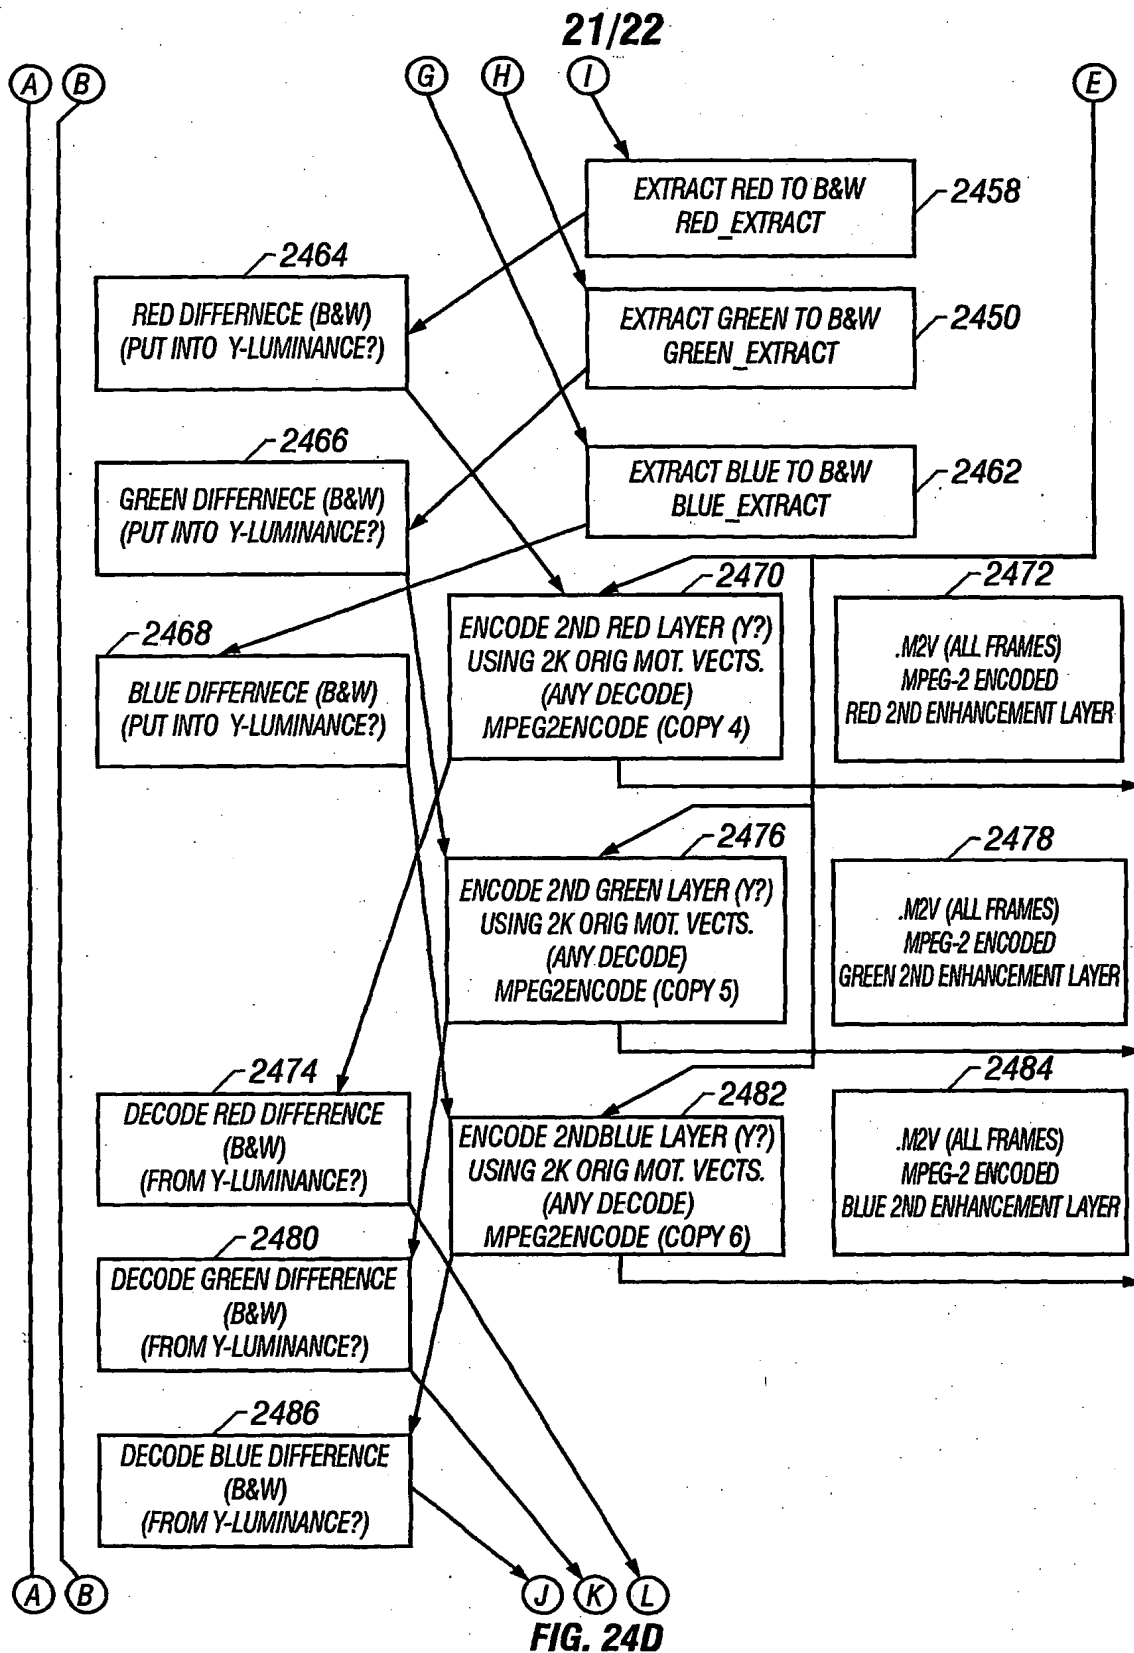 21/22
A B G H I E
EXTRACT RED TO B&W
RED_EXTRACT
2458
2464
RED DIFFERNECE (B&W)
(PUT INTO Y-LUMINANCE?)
EXTRACT GREEN TO B&W
GREEN_EXTRACT
2450
2466
GREEN DIFFERNECE (B&W)
(PUT INTO Y-LUMINANCE?)
EXTRACT BLUE TO B&W
BLUE_EXTRACT
2462
2468
BLUE DIFFERNECE (B&W)
(PUT INTO Y-LUMINANCE?)
2470
ENCODE 2ND RED LAYER (Y?)
USING 2K ORIG MOT. VECTS.
(ANY DECODE)
MPEG2ENCODE (COPY 4)
2472
.M2V (ALL FRAMES)
MPEG-2 ENCODED
RED 2ND ENHANCEMENT LAYER
2476
ENCODE 2ND GREEN LAYER (Y?)
USING 2K ORIG MOT. VECTS.
(ANY DECODE)
MPEG2ENCODE (COPY 5)
2478
.M2V (ALL FRAMES)
MPEG-2 ENCODED
GREEN 2ND ENHANCEMENT LAYER
2474
DECODE RED DIFFERENCE
(B&W)
(FROM Y-LUMINANCE?)
2482
ENCODE 2NDBLUE LAYER (Y?)
USING 2K ORIG MOT. VECTS.
(ANY DECODE)
MPEG2ENCODE (COPY 6)
2484
.M2V (ALL FRAMES)
MPEG-2 ENCODED
BLUE 2ND ENHANCEMENT LAYER
2480
DECODE GREEN DIFFERENCE
(B&W)
(FROM Y-LUMINANCE?)
2486
DECODE BLUE DIFFERENCE
(B&W)
(FROM Y-LUMINANCE?)
A B J K L
FIG. 24D